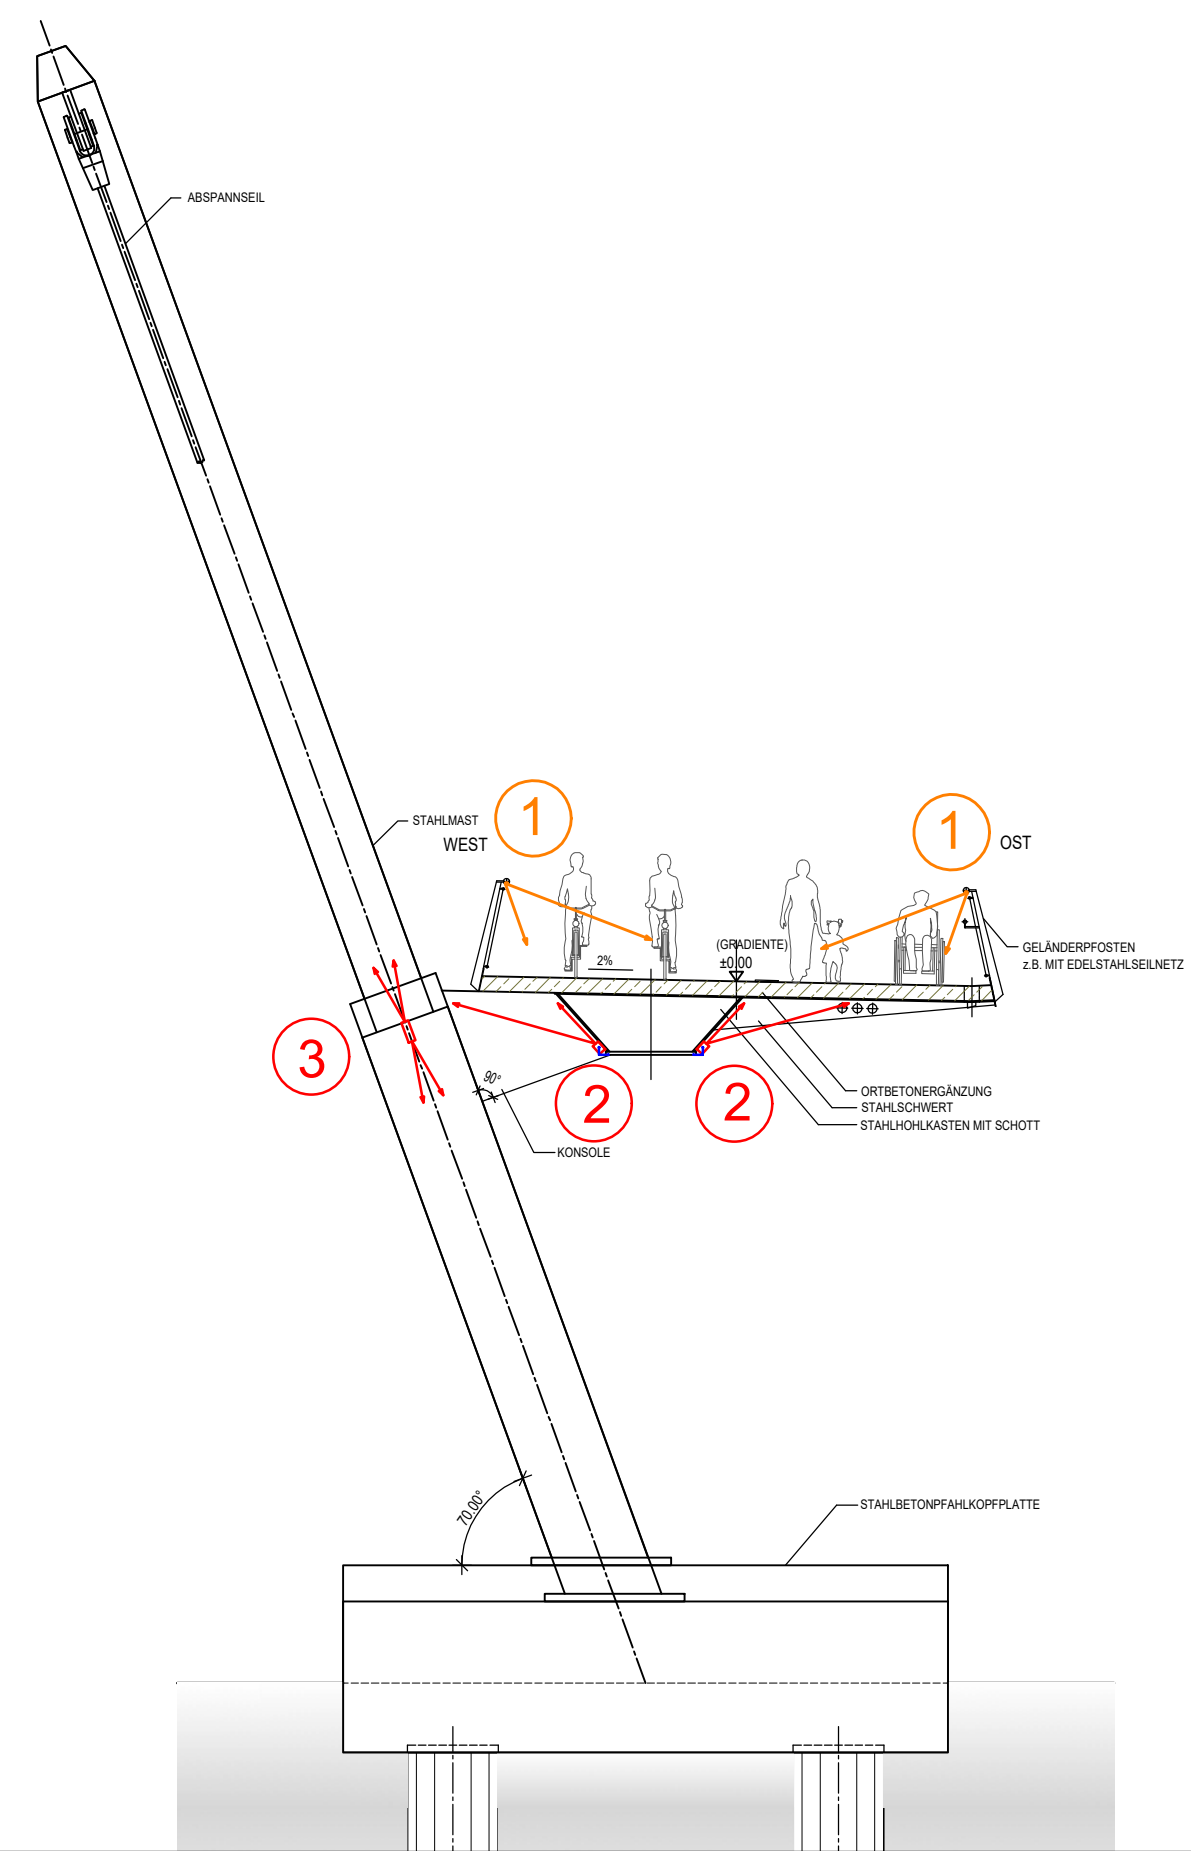 ABSPANNSEIL
STAHLMAST
WEST
1
1
OST
(GRADIENTE)
±0.00
2%
GELÄNDERPFOSTEN
z.B. MIT EDELSTAHLSEILNETZ
3
90°
2
2
ORTBETONERGÄNZUNG
STAHLSCHWERT
STAHLHOHLKASTEN MIT SCHOTT
KONSOLE
70.00°
STAHLBETONPFAHLKOPFPLATTE